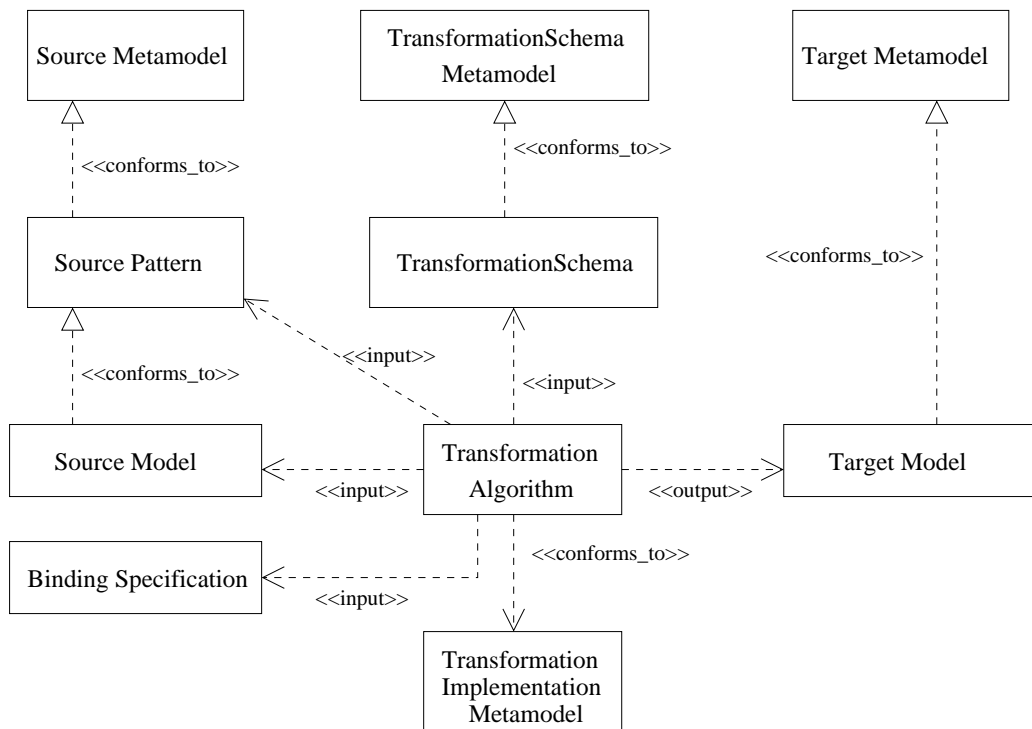 Source Metamodel
TransformationSchema
Metamodel
Target Metamodel
<<conforms_to>>
<<conforms_to>>
<<conforms_to>>
Source Pattern
TransformationSchema
<<input>>
<<conforms_to>>
<<input>>
Source Model
Transformation
Algorithm
Target Model
<<input>>
<<output>>
<<conforms_to>>
Binding Specification
<<input>>
Transformation
Implementation
Metamodel